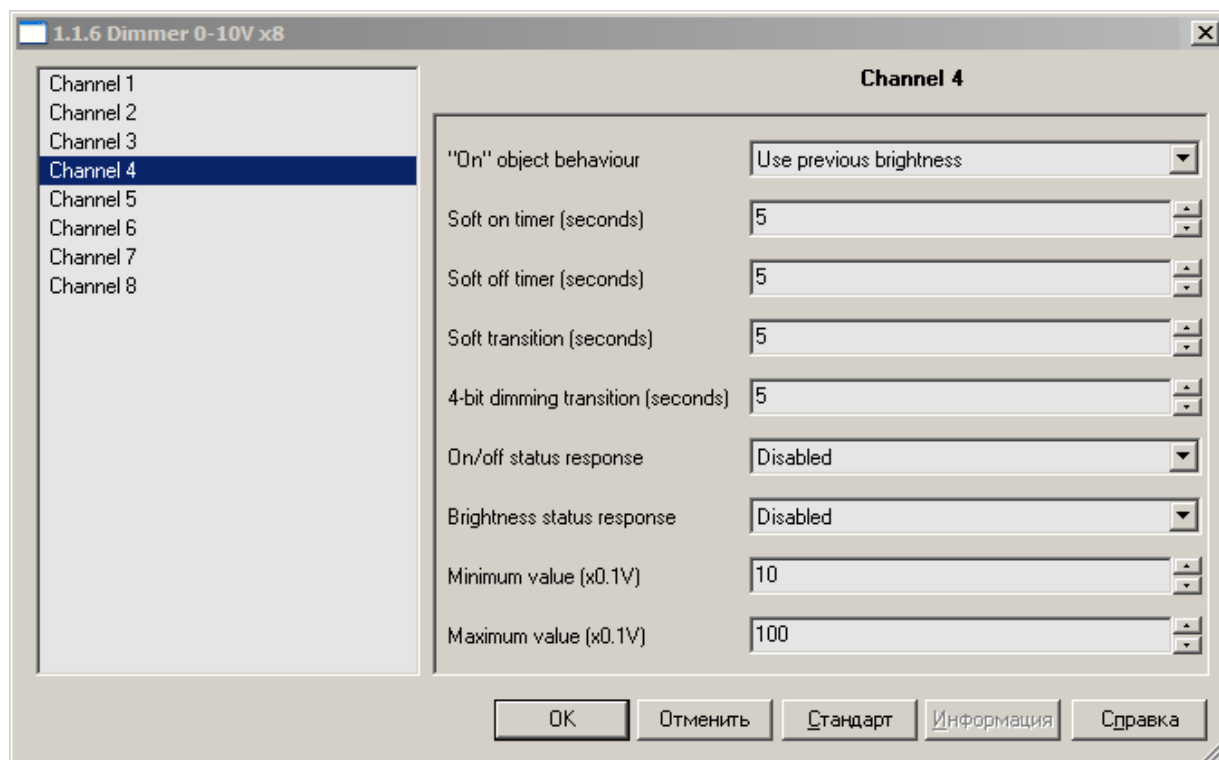 1.1.6 Dimmer 0-10V x8
Channel 1
Channel 2
Channel 3
Channel 4
Channel 5
Channel 6
Channel 7
Channel 8
Channel 4
"On" object behaviour
Use previous brightness
Soft on timer (seconds)
5
Soft off timer (seconds)
5
Soft transition (seconds)
5
4-bit dimming transition (seconds)
5
On/off status response
Disabled
Brightness status response
Disabled
Minimum value (x0.1V)
10
Maximum value (x0.1V)
100
OK
Отменить
Стандарт
Информация
Справка